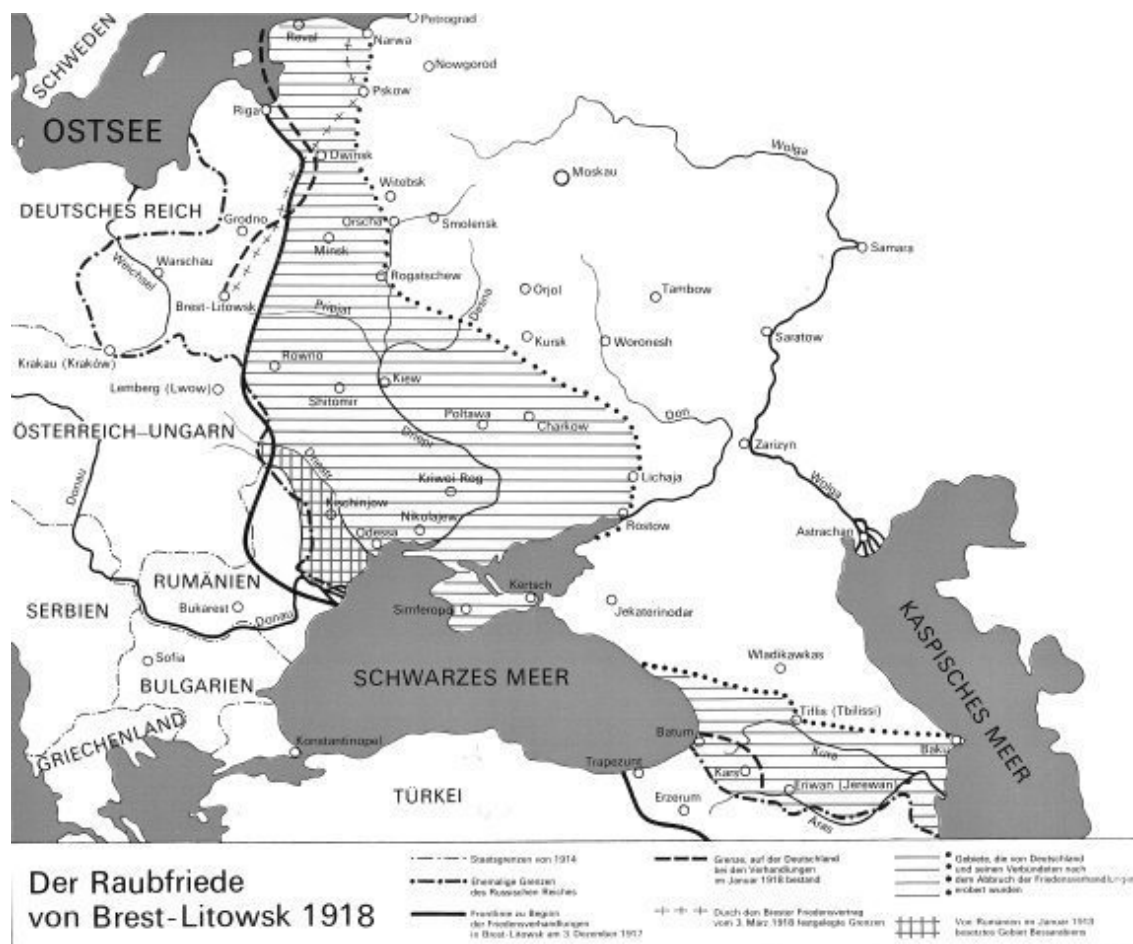 Petrograd
Reval
Narwa
SCHWEDEN
Nowgorod
Pskow
Riga
OSTSEE
Dwinsk
Wolga
Moskau
Witebsk
DEUTSCHES REICH
Grodno
Orscha
Smolensk
Minsk
Samara
Weichsel
Warschau
Rogatschew
Orjol
Tambow
Brest-Litowsk
Pripjat
Desna
Saratow
Kursk
Woronesh
Krakau (Kraków)
Rowno
Kiew
Lemberg (Lwow)
Shitomir
Poltawa
Charkow
Don
ÖSTERREICH-UNGARN
Dnepr
Zarizyn
Donau
Dnestr
Kriwoi Rog
Lichaja
Wolga
Kischinjow
Nikolajew
Rostow
Odessa
Astrachan
RUMÄNIEN
Kertsch
SERBIEN
Bukarest
Donau
Simferopol
Jekaterinodar
KASPISCHES MEER
Sofia
Wladikawkas
SCHWARZES MEER
BULGARIEN
GRIECHENLAND
Tiflis (Tbilissi)
Konstantinopel
Batum
Kura
Baku
Trapezunt
Kars
Eriwan (Jerewan)
TÜRKEI
Erzerum
Aras
Der Raubfriede
von Brest-Litowsk 1918
Staatsgrenzen von 1914
Ehemalige Grenzen
des Russischen Reiches
Frontlinie zu Beginn
der Friedensverhandlungen
in Brest-Litowsk am 3. Dezember 1917
Grenze, auf der Deutschland
bei den Verhandlungen
im Januar 1918 bestand
Durch den Brester Friedensvertrag
vom 3. März 1918 festgelegte Grenzen
Gebiete, die von Deutschland
und seinen Verbündeten nach
dem Abbruch der Friedensverhandlungen
erobert wurden
Von Rumänien im Januar 1918
besetztes Gebiet Bessarabiens